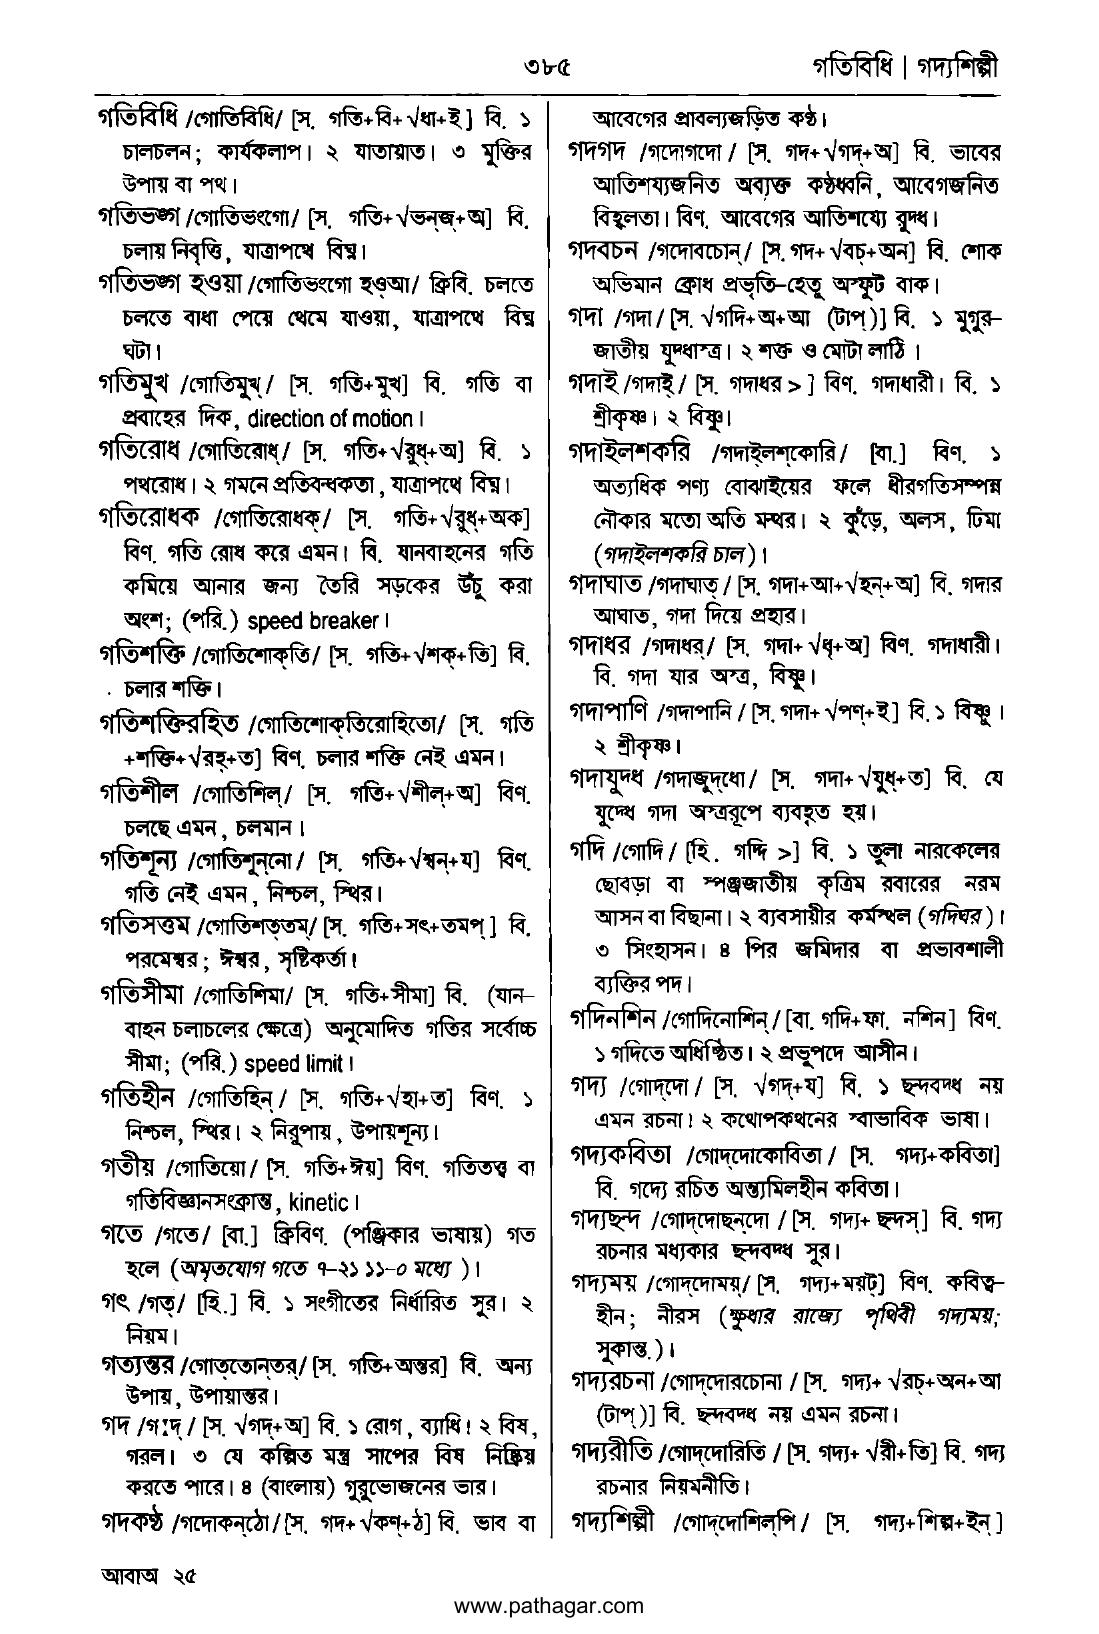 ৩৮৫
গতিবিধি | গদ্যশিল্পী
গতিবিধি /গোতিবিধি/ [স. গতি+বি+√ধা+ই] বি. ১
চালচলন; কার্যকলাপ। ২ যাতায়াত। ৩ মুক্তির
উপায় বা পথ।
গতিভঙ্গ /গোতিভংগো/ [স. গতি+√ভন্‌জ্‌+অ] বি.
চলায় নিবৃত্তি, যাত্রাপথে বিঘ্ন।
গতিভঙ্গ হওয়া /গোতিভংগো হওআ/ ক্রিবি. চলতে
চলতে বাধা পেয়ে থেমে যাওয়া, যাত্রাপথে বিঘ্ন
ঘটা।
গতিমুখ /গোতিমুখ্‌/ [স. গতি+মুখ] বি. গতি বা
প্রবাহের দিক, direction of motion।
গতিরোধ /গোতিরোধ্‌/ [স. গতি+√রুধ্‌+অ] বি. ১
পথরোধ। ২ গমনে প্রতিবন্ধকতা, যাত্রাপথে বিঘ্ন।
গতিরোধক /গোতিরোধক্‌/ [স. গতি+√রুধ্‌+অক]
বিণ. গতি রোধ করে এমন। বি. যানবাহনের গতি
কমিয়ে আনার জন্য তৈরি সড়কের উঁচু করা
অংশ; (পরি.) speed breaker।
গতিশক্তি /গোতিশোক্‌তি/ [স. গতি+√শক্‌+তি] বি.
চলার শক্তি।
গতিশক্তিরহিত /গোতিশোক্‌তিরোহিতো/ [স. গতি
+শক্তি+√রহ্‌+ত] বিণ. চলার শক্তি নেই এমন।
গতিশীল /গোতিশিল্‌/ [স. গতি+√শীল্‌+অ] বিণ.
চলছে এমন, চলমান।
গতিশূন্য /গোতিশূন্‌নো/ [স. গতি+√শ্বন্‌+য] বিণ.
গতি নেই এমন, নিশ্চল, স্থির।
গতিসত্তম /গোতিশত্‌তম্‌/ [স. গতি+সৎ+তমপ্‌] বি.
পরমেশ্বর; ঈশ্বর, সৃষ্টিকর্তা।
গতিসীমা /গোতিশিমা/ [স. গতি+সীমা] বি. (যান-
বাহন চলাচলের ক্ষেত্রে) অনুমোদিত গতির সর্বোচ্চ
সীমা; (পরি.) speed limit।
গতিহীন /গোতিহিন্‌/ [স. গতি+√হা+ত] বিণ. ১
নিশ্চল, স্থির। ২ নিরুপায়, উপায়শূন্য।
গতীয় /গোতিয়ো/ [স. গতি+ঈয়] বিণ. গতিতত্ত্ব বা
গতিবিজ্ঞানসংক্রান্ত, kinetic।
গতে /গতে/ [বা.] ক্রিবিণ. (পঞ্জিকার ভাষায়) গত
হলে (অমৃতযোগ গতে ৭-২১ ১১-০ মধ্যে)।
গৎ /গত্‌/ [হি.] বি. ১ সংগীতের নির্ধারিত সুর। ২
নিয়ম।
গত্যন্তর /গোত্‌তোন্‌তর্‌/ [স. গতি+অন্তর] বি. অন্য
উপায়, উপায়ান্তর।
গদ /গদ্‌/ [স. √গদ্‌+অ] বি. ১ রোগ, ব্যাধি। ২ বিষ,
গরল। ৩ যে কল্পিত মন্ত্র সাপের বিষ নিষ্ক্রিয়
করতে পারে। ৪ (বাংলায়) গুরুভোজনের ভার।
গদকণ্ঠ /গদোকন্‌ঠো/ [স. গদ+√কণ্‌+ঠ] বি. ভাব বা
আবেগের প্রাবল্যজড়িত কণ্ঠ।
গদগদ /গদোগদো/ [স. গদ+√গদ্‌+অ] বি. ভাবের
আতিশয্যজনিত অব্যক্ত কণ্ঠধ্বনি, আবেগজনিত
বিহ্বলতা। বিণ. আবেগের আতিশয্যে রুদ্ধ।
গদবচন /গদোবচোন্‌/ [স. গদ+√বচ্‌+অন] বি. শোক
অভিমান ক্রোধ প্রভৃতি-হেতু অস্ফুট বাক।
গদা /গদা/ [স. √গদি+অ+আ (টাপ্‌)] বি. ১ মুগুর-
জাতীয় যুদ্ধাস্ত্র। ২ শক্ত ও মোটা লাঠি।
গদাই /গদাই/ [স. গদাধর >] বিণ. গদাধারী। বি. ১
শ্রীকৃষ্ণ। ২ বিষ্ণু।
গদাইলশকরি /গদাইলশ্‌কোরি/ [বা.] বিণ. ১
অত্যধিক পণ্য বোঝাইয়ের ফলে ধীরগতিসম্পন্ন
নৌকার মতো অতি মন্থর। ২ কুঁড়ে, অলস, ঢিমা
(গদাইলশকরি চাল)।
গদাঘাত /গদাঘাত্‌/ [স. গদা+আ+√হন্‌+অ] বি. গদার
আঘাত, গদা দিয়ে প্রহার।
গদাধর /গদাধর্‌/ [স. গদা+√ধৃ+অ] বিণ. গদাধারী।
বি. গদা যার অস্ত্র, বিষ্ণু।
গদাপাণি /গদাপানি/ [স. গদা+√পণ্‌+ই] বি. ১ বিষ্ণু।
২ শ্রীকৃষ্ণ।
গদাযুদ্ধ /গদাজুদ্‌ধো/ [স. গদা+√যুধ্‌+ত] বি. যে
যুদ্ধে গদা অস্ত্ররূপে ব্যবহৃত হয়।
গদি /গোদি/ [হি. গদ্দি >] বি. ১ তুলা নারকেলের
ছোবড়া বা স্পঞ্জজাতীয় কৃত্রিম রবারের নরম
আসন বা বিছানা। ২ ব্যবসায়ীর কর্মস্থল (গদিঘর)।
৩ সিংহাসন। ৪ পির জমিদার বা প্রভাবশালী
ব্যক্তির পদ।
গদিনশিন /গোদিনোশিন্‌/ [বা. গদি+ফা. নশিন] বিণ.
১ গদিতে অধিষ্ঠিত। ২ প্রভুপদে আসীন।
গদ্য /গোদ্‌দো/ [স. √গদ্‌+য] বি. ১ ছন্দবদ্ধ নয়
এমন রচনা। ২ কথোপকথনের স্বাভাবিক ভাষা।
গদ্যকবিতা /গোদ্‌দোকোবিতা/ [স. গদ্য+কবিতা]
বি. গদ্যে রচিত অন্ত্যমিলহীন কবিতা।
গদ্যছন্দ /গোদ্‌দোছন্‌দো/ [স. গদ্য+ছন্দস্‌] বি. গদ্য
রচনার মধ্যকার ছন্দবদ্ধ সুর।
গদ্যময় /গোদ্‌দোময়্‌/ [স. গদ্য+ময়ট্‌] বিণ. কবিত্ব-
হীন; নীরস (ক্ষুধার রাজ্যে পৃথিবী গদ্যময়;
সুকান্ত.)।
গদ্যরচনা /গোদ্‌দোরচোনা/ [স. গদ্য+√রচ্‌+অন+আ
(টাপ্‌)] বি. ছন্দবদ্ধ নয় এমন রচনা।
গদ্যরীতি /গোদ্‌দোরিতি/ [স. গদ্য+√রী+তি] বি. গদ্য
রচনার নিয়মনীতি।
গদ্যশিল্পী /গোদ্‌দোশিল্‌পি/ [স. গদ্য+শিল্প+ইন্‌]
আবাঅ ২৫
www.pathagar.com